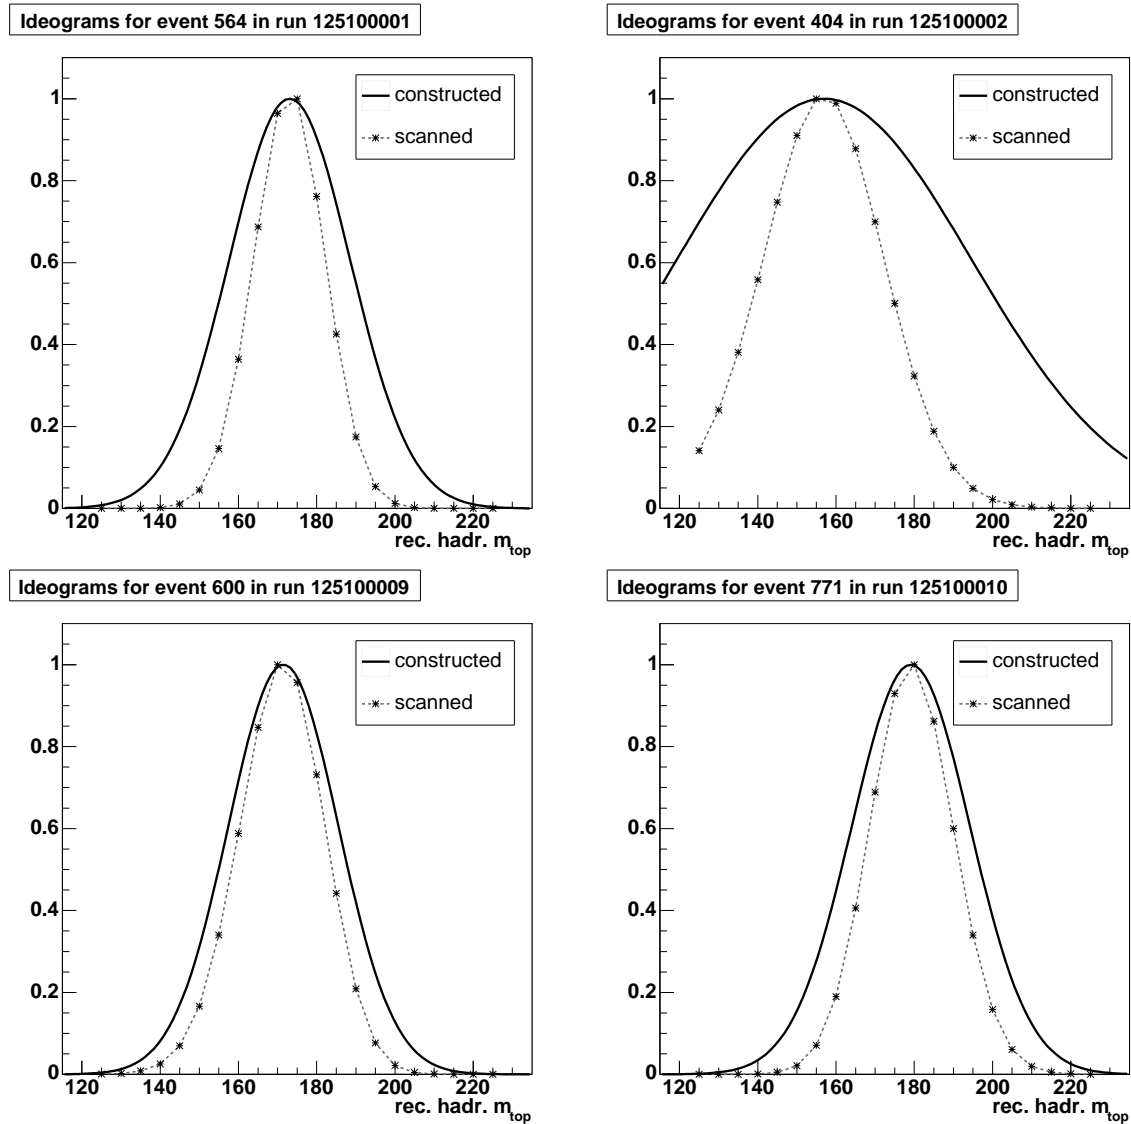 Ideograms for event 564 in run 125100001
constructed
scanned
1
0.8
0.6
0.4
0.2
0
120 140 160 180 200 220
rec. hadr. m_top
Ideograms for event 404 in run 125100002
constructed
scanned
1
0.8
0.6
0.4
0.2
0
120 140 160 180 200 220
rec. hadr. m_top
Ideograms for event 600 in run 125100009
constructed
scanned
1
0.8
0.6
0.4
0.2
0
120 140 160 180 200 220
rec. hadr. m_top
Ideograms for event 771 in run 125100010
constructed
scanned
1
0.8
0.6
0.4
0.2
0
120 140 160 180 200 220
rec. hadr. m_top